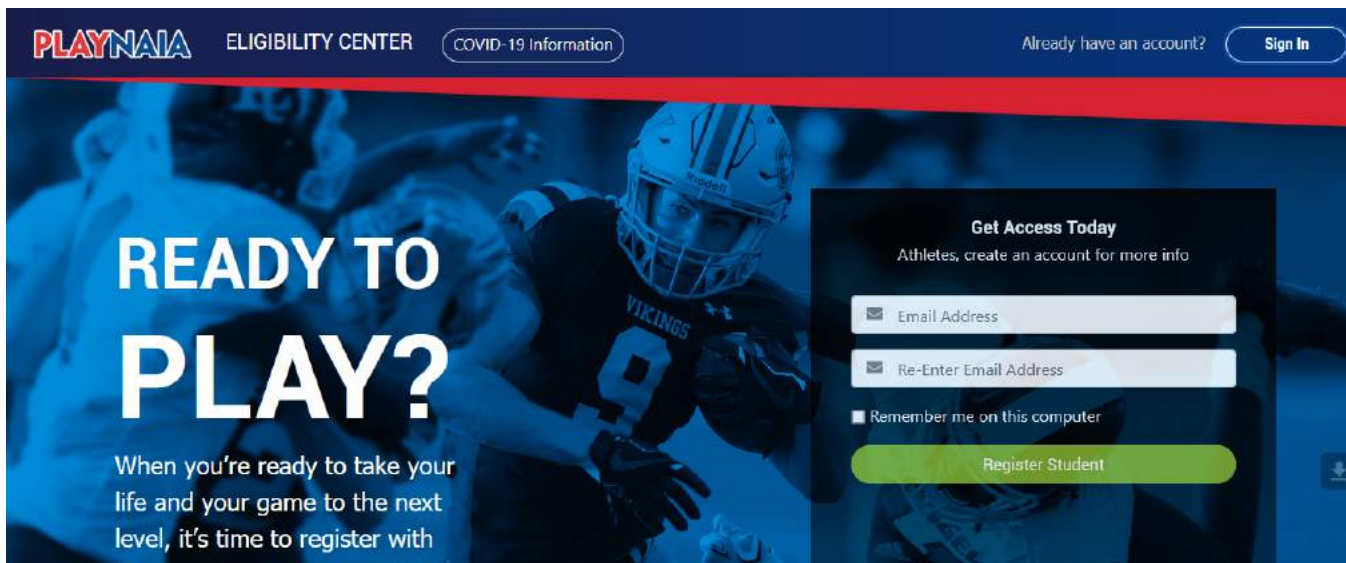 PLAYNAIA ELIGIBILITY CENTER COVID-19 Information Already have an account? Sign In
Riddell
VIKINGS
9
READY TO
PLAY?
When you're ready to take your
life and your game to the next
level, it's time to register with
Get Access Today
Athletes, create an account for more info
Email Address
Re-Enter Email Address
Remember me on this computer
Register Student